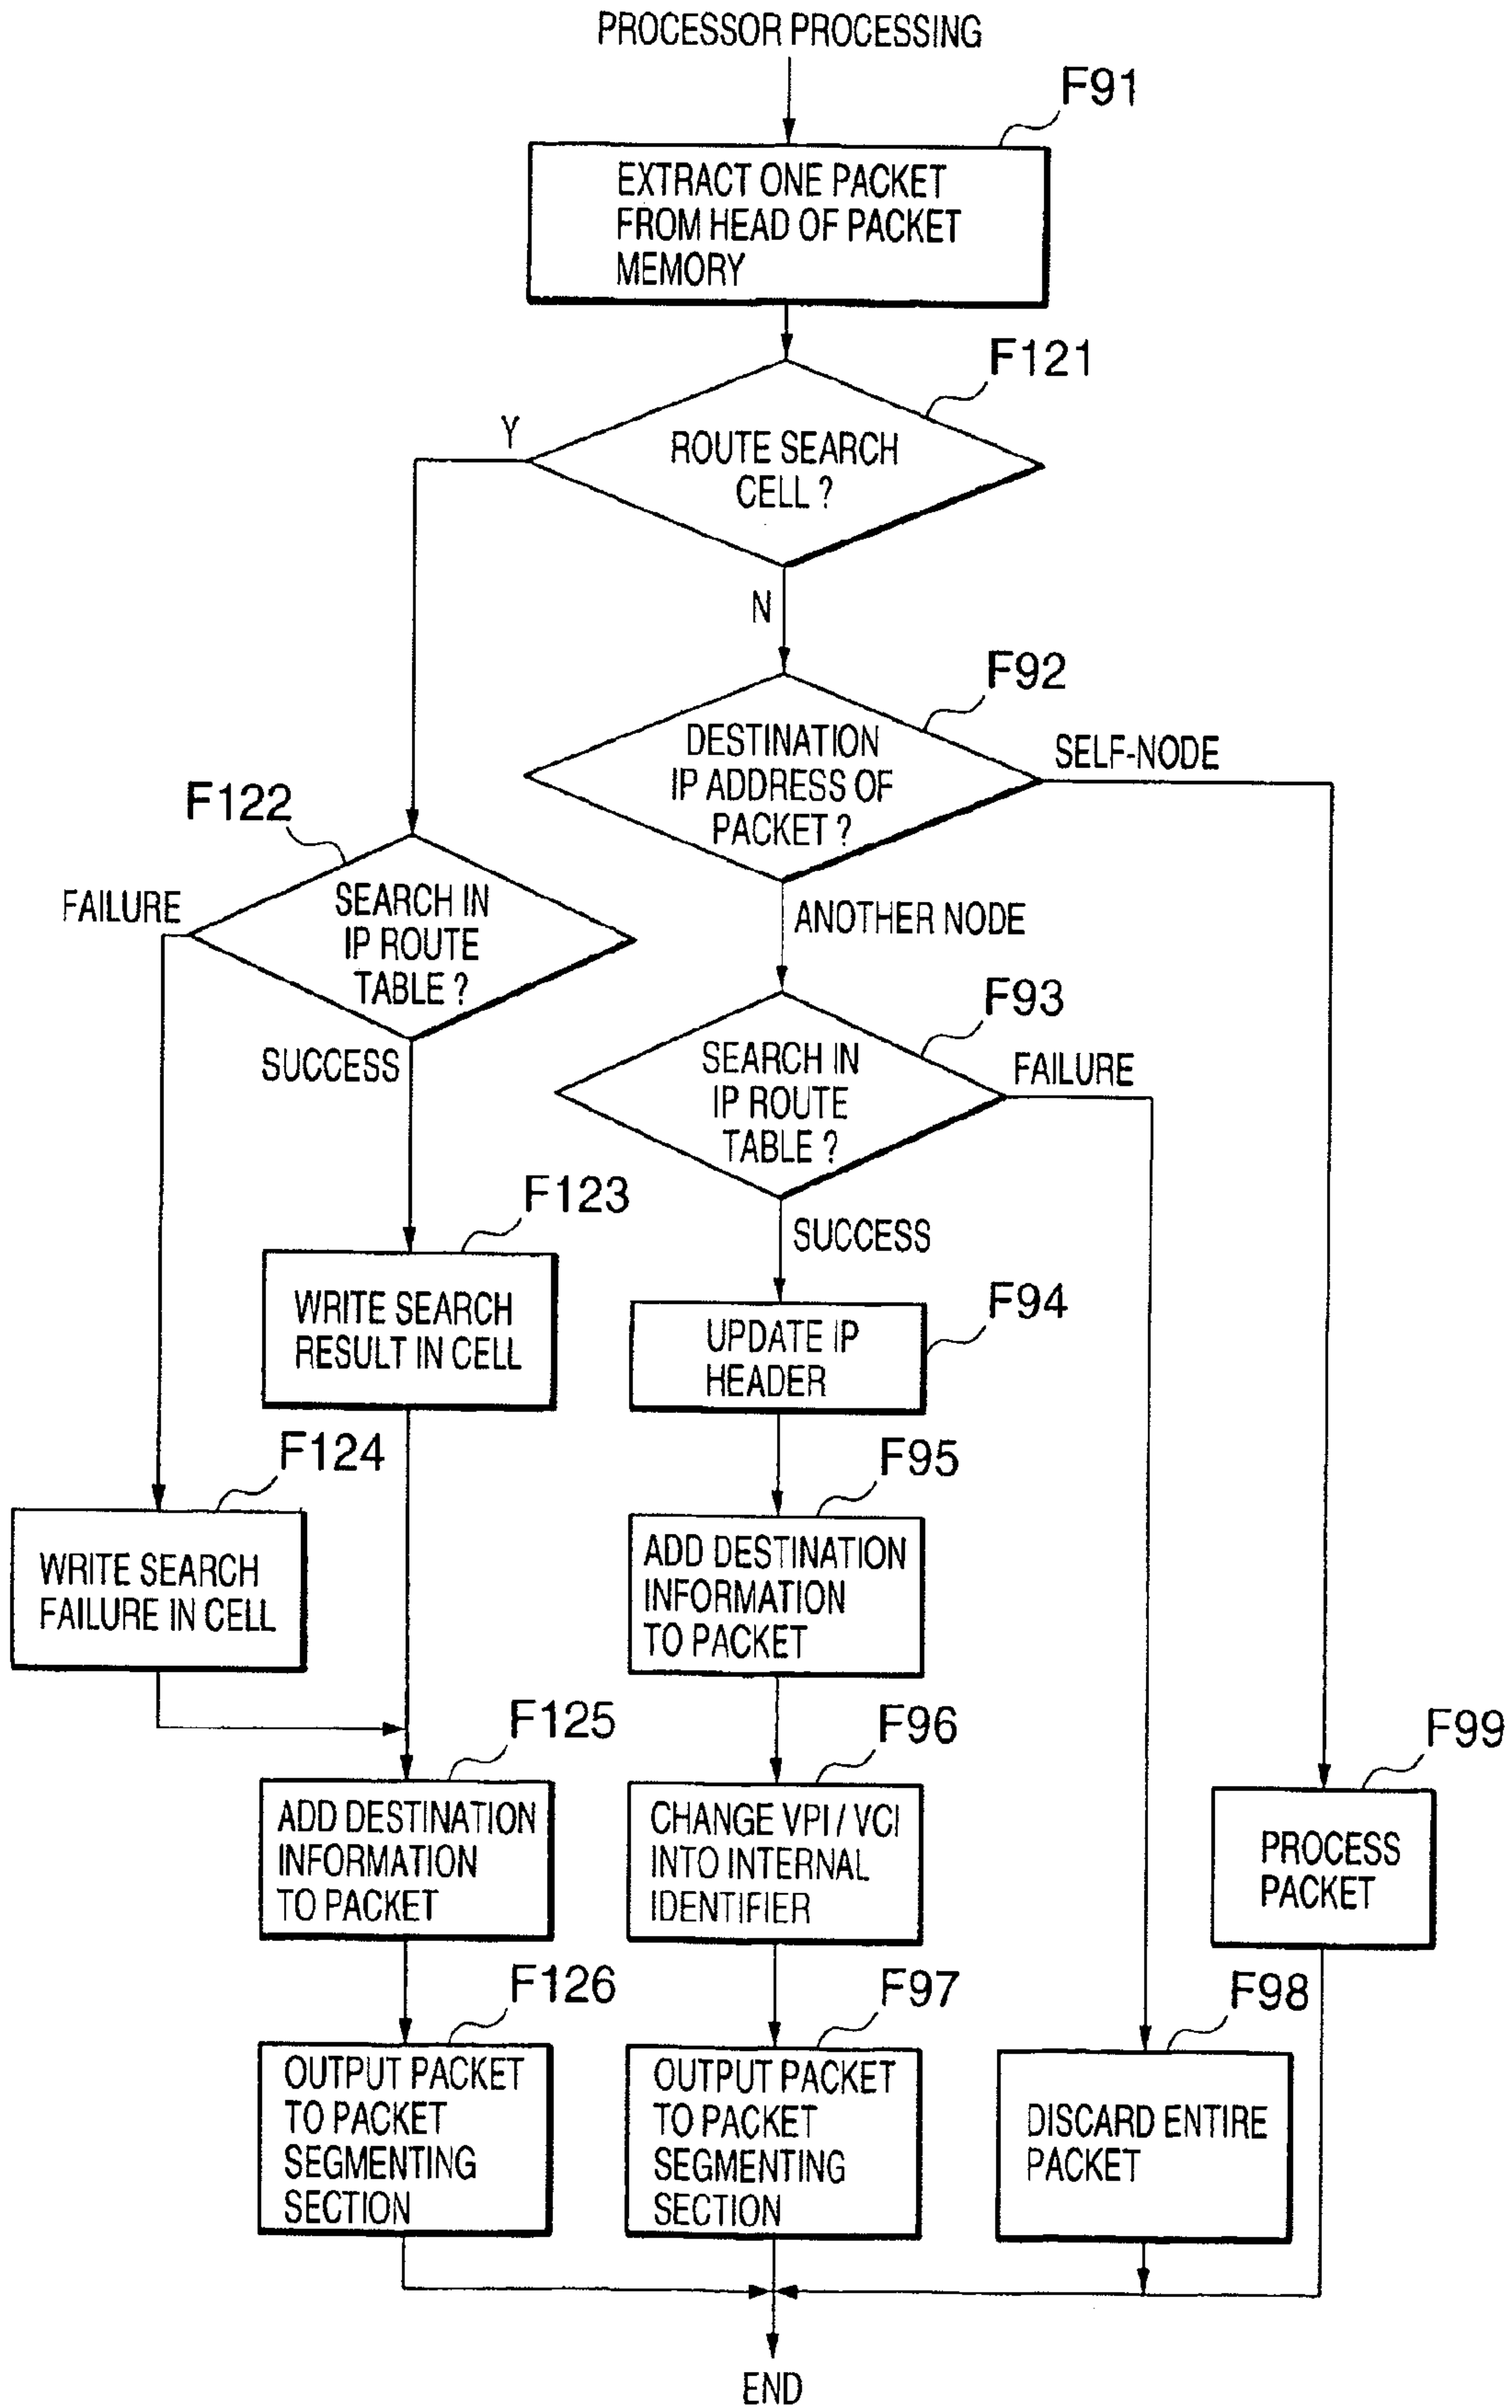 PROCESSOR PROCESSING
F91
EXTRACT ONE PACKET
FROM HEAD OF PACKET
MEMORY
F121
ROUTE SEARCH
CELL ?
Y
N
F92
DESTINATION
IP ADDRESS OF
PACKET ?
SELF-NODE
ANOTHER NODE
F122
SEARCH IN
IP ROUTE
TABLE ?
FAILURE
SUCCESS
F93
SEARCH IN
IP ROUTE
TABLE ?
FAILURE
SUCCESS
F123
WRITE SEARCH
RESULT IN CELL
F94
UPDATE IP
HEADER
F124
WRITE SEARCH
FAILURE IN CELL
F95
ADD DESTINATION
INFORMATION
TO PACKET
F125
ADD DESTINATION
INFORMATION
TO PACKET
F96
CHANGE VPI / VCI
INTO INTERNAL
IDENTIFIER
F99
PROCESS
PACKET
F126
OUTPUT PACKET
TO PACKET
SEGMENTING
SECTION
F97
OUTPUT PACKET
TO PACKET
SEGMENTING
SECTION
F98
DISCARD ENTIRE
PACKET
END